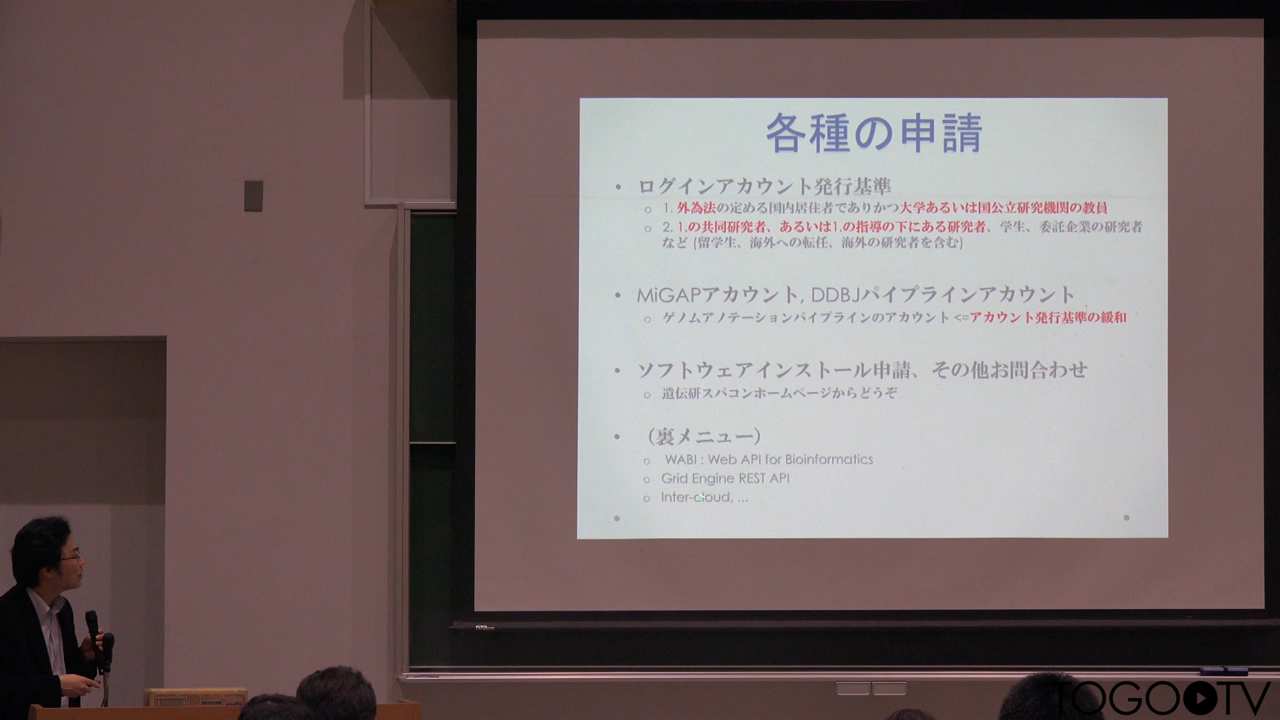 各種の申請
• ログインアカウント発行基準
○ 1. 外為法の定める国内居住者でありかつ大学あるいは国公立研究機関の教員
○ 2. 1.の共同研究者、あるいは1.の指導の下にある研究者、学生、委託企業の研究者
など (留学生、海外への転任、海外の研究者を含む)
• MiGAPアカウント, DDBJパイプラインアカウント
○ ゲノムアノテーションパイプラインのアカウント <=アカウント発行基準の緩和
• ソフトウェアインストール申請、その他お問合わせ
○ 遺伝研スパコンホームページからどうぞ
• （裏メニュー）
○ WABI : Web API for Bioinformatics
○ Grid Engine REST API
○ Inter-cloud, ...
TOGO TV